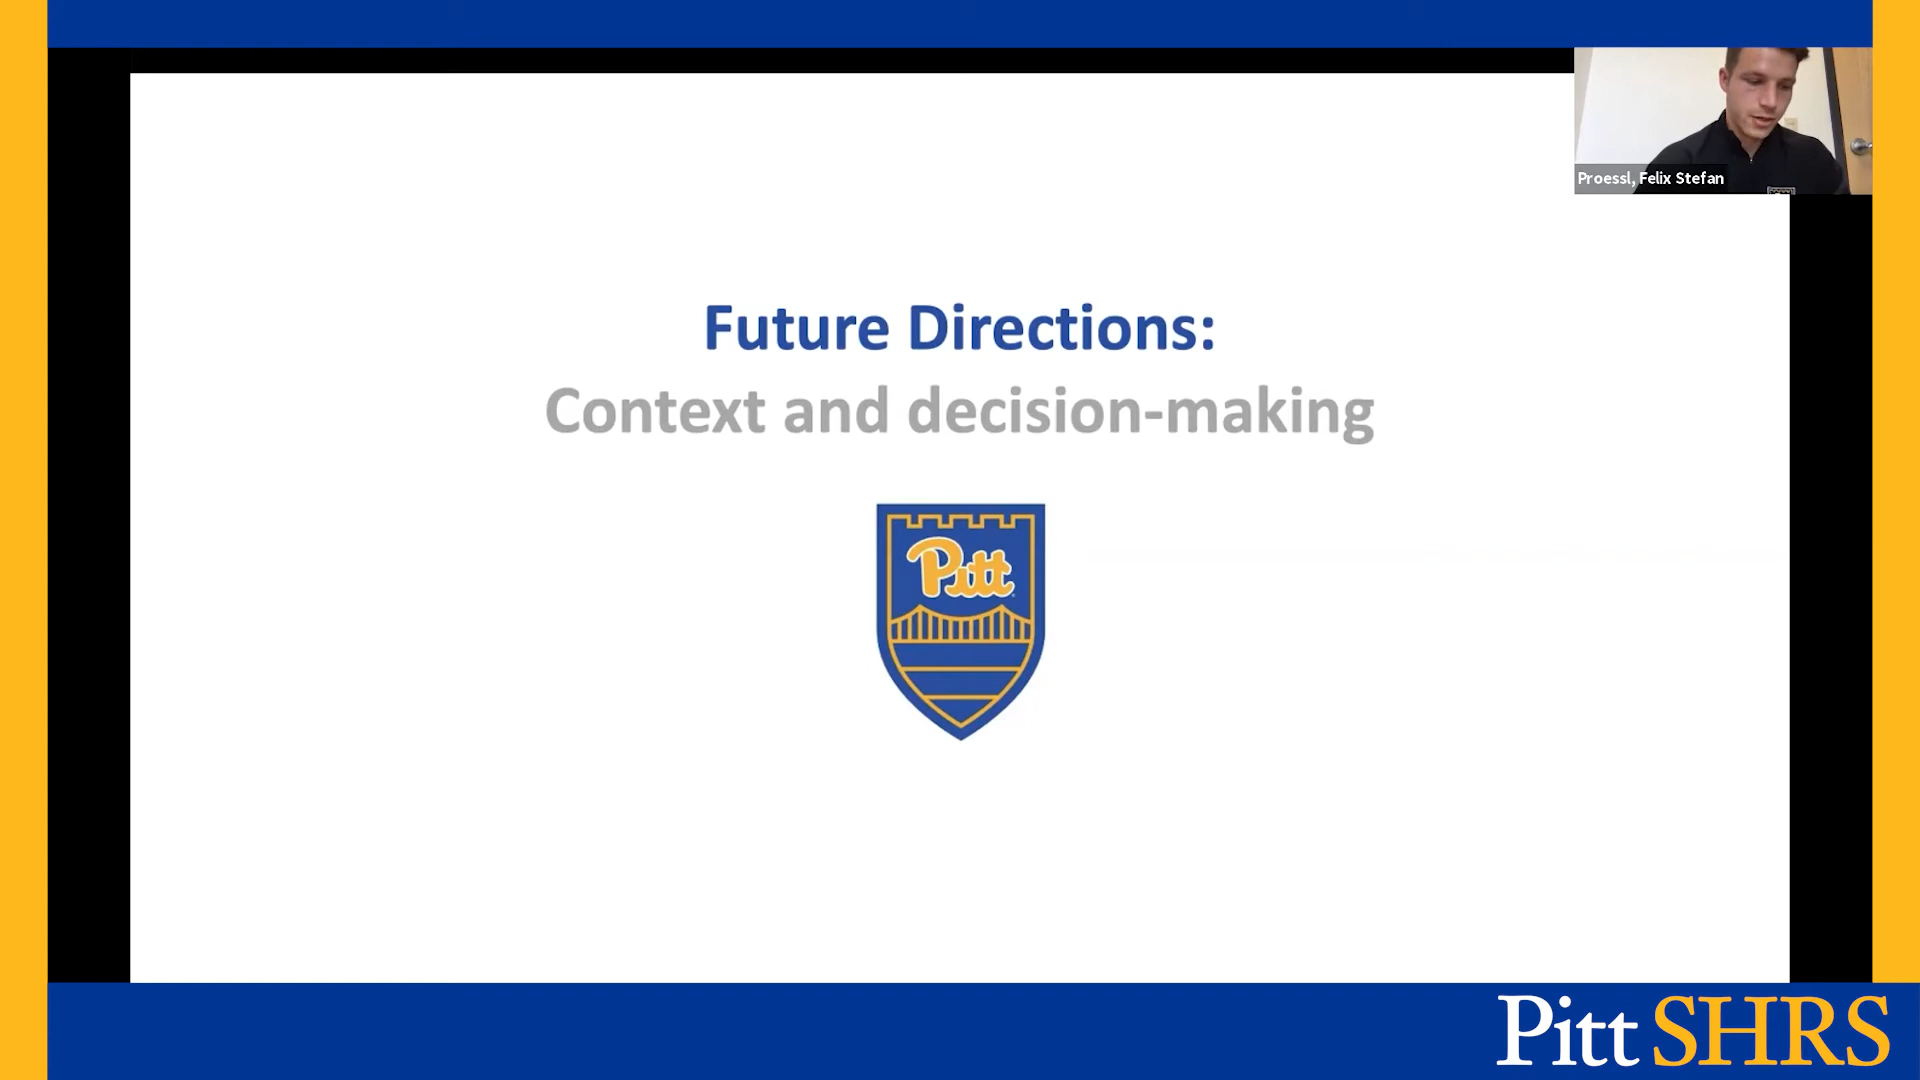 Proessl, Felix Stefan
Future Directions:
Context and decision-making
Pitt
Pitt SHRS